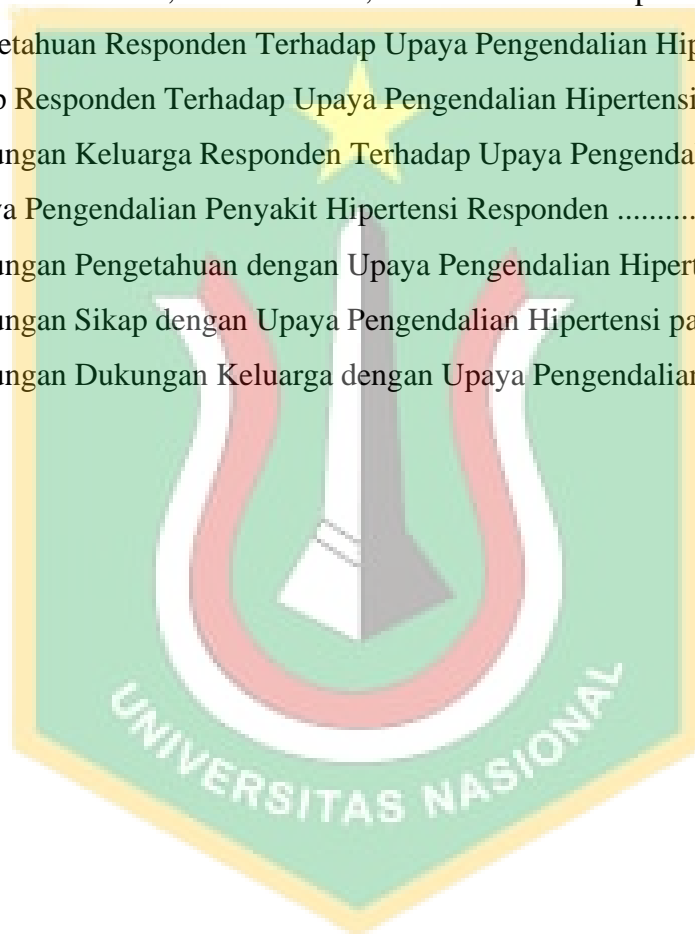 etahuan Responden Terhadap Upaya Pengendalian Hip
Responden Terhadap Upaya Pengendalian Hipertensi
ungan Keluarga Responden Terhadap Upaya Pengenda
a Pengendalian Penyakit Hipertensi Responden ..........
ungan Pengetahuan dengan Upaya Pengendalian Hipert
ungan Sikap dengan Upaya Pengendalian Hipertensi pa
ungan Dukungan Keluarga dengan Upaya Pengendalian
UNIVERSITAS NASIONAL